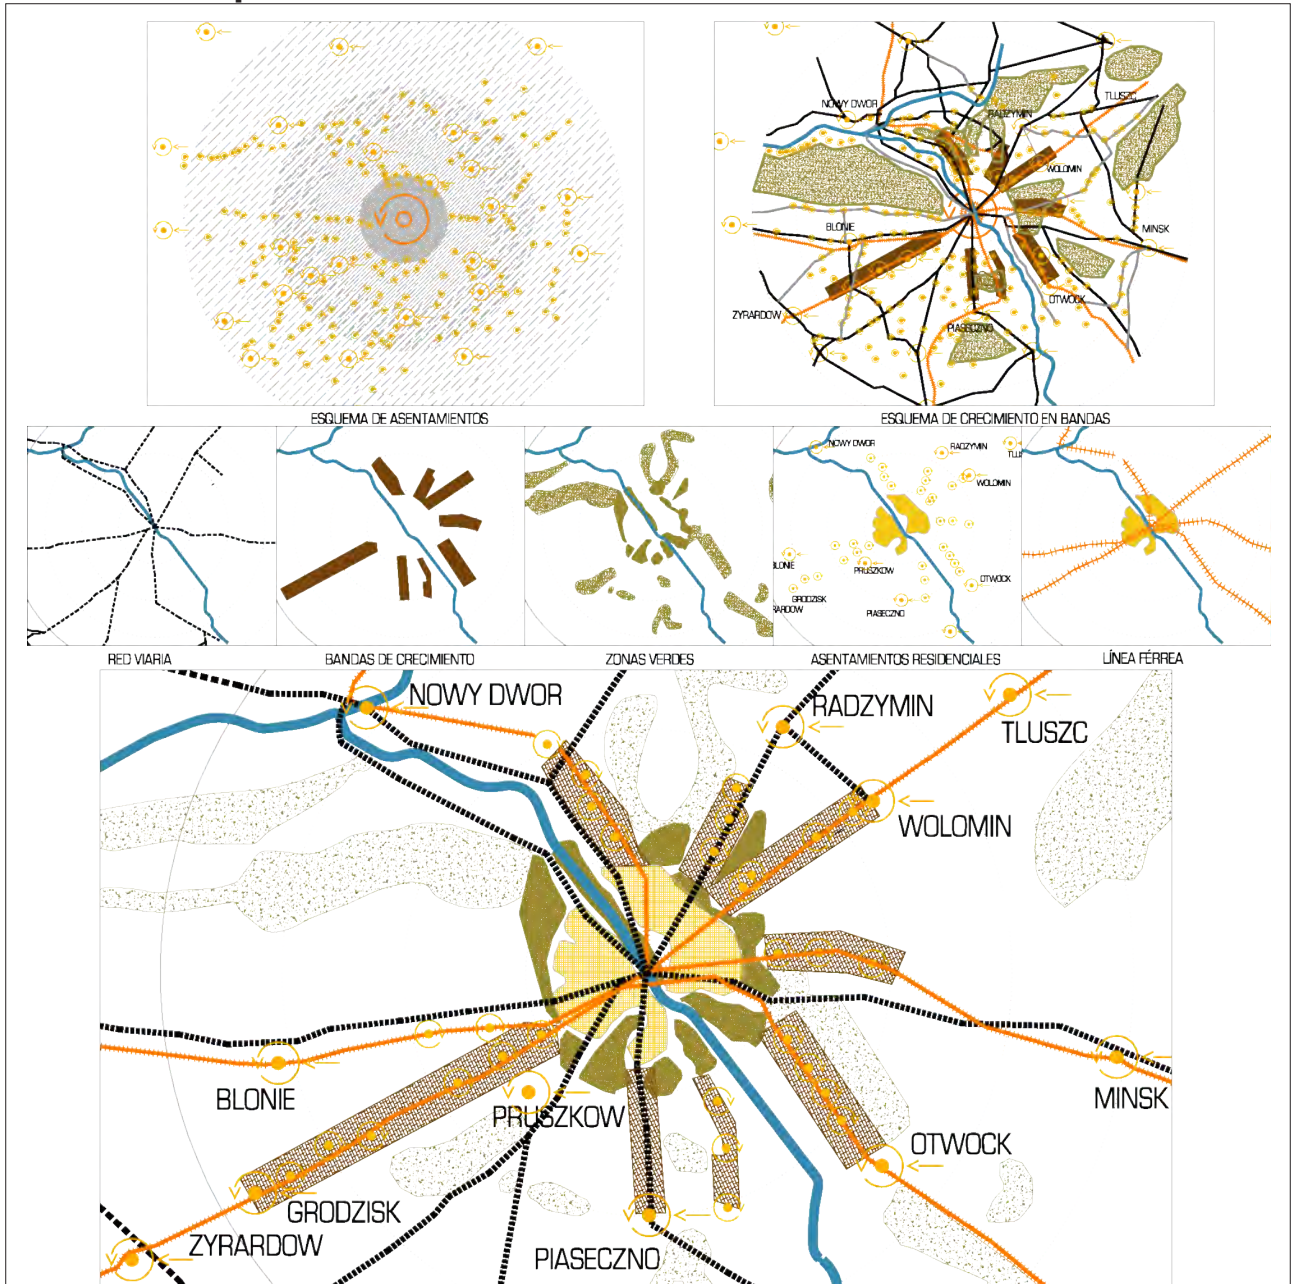 NOWY DWOR
TLUSZC
RADZYMIN
WOLOMIN
BLONIE
MINSK
ZYRARDOW
OTWOCK
PIASECZNO
ESQUEMA DE ASENTAMIENTOS
ESQUEMA DE CRECIMIENTO EN BANDAS
NOWY DWOR
RADZYMIN
TLUS
WOLOMIN
BLONIE
PRUSZKOW
OTWOCK
GRODZISK
RARDOW
PIASECZNO
RED VIARIA
BANDAS DE CRECIMIENTO
ZONAS VERDES
ASENTAMIENTOS RESIDENCIALES
LÍNEA FÉRREA
NOWY DWOR
RADZYMIN
TLUSZC
WOLOMIN
BLONIE
PRUSZKOW
MINSK
OTWOCK
GRODZISK
ZYRARDOW
PIASECZNO